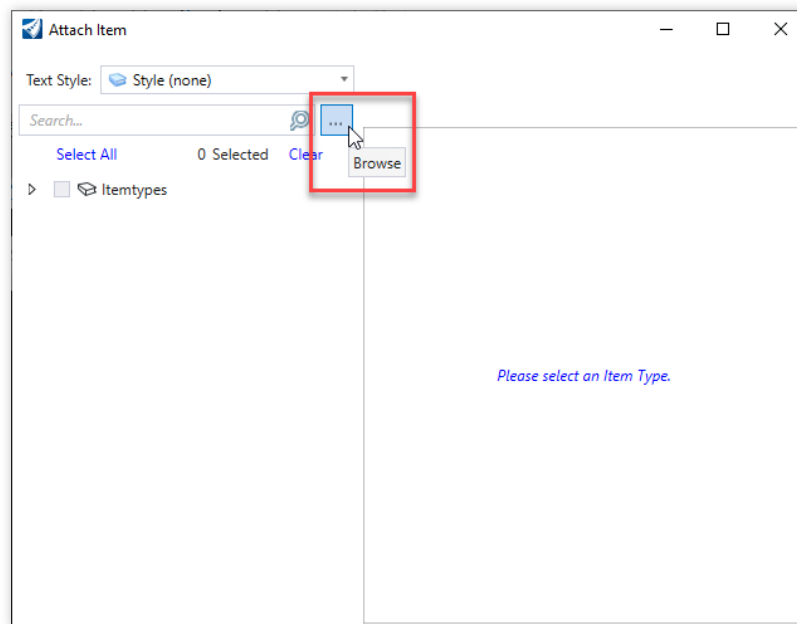 Attach Item
Text Style: Style (none)
Search... ...
Select All 0 Selected Clear
Browse
Itemtypes
Please select an Item Type.